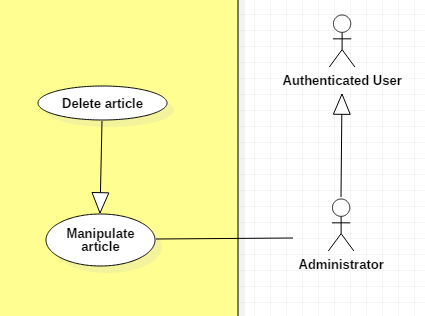 Authenticated User
Delete article
Manipulate
article
Administrator